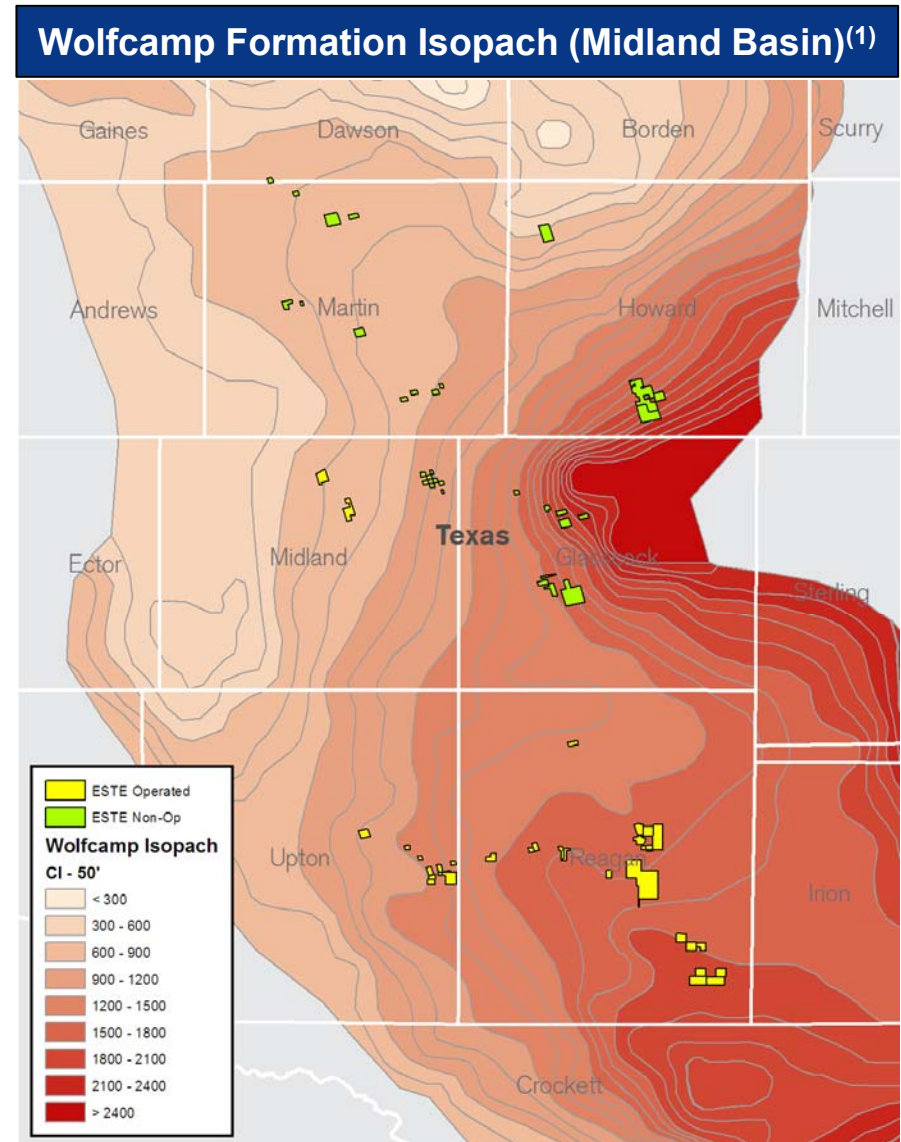 Wolfcamp Formation Isopach (Midland Basin)(1)
Gaines
Dawson
Borden
Scurry
Andrews
Martin
Howard
Mitchell
Ector
Midland
Texas
Glasscock
Sterling
Upton
Reagan
Irion
Crockett
ESTE Operated
ESTE Non-Op
Wolfcamp Isopach
CI - 50'
< 300
300 - 600
600 - 900
900 - 1200
1200 - 1500
1500 - 1800
1800 - 2100
2100 - 2400
> 2400